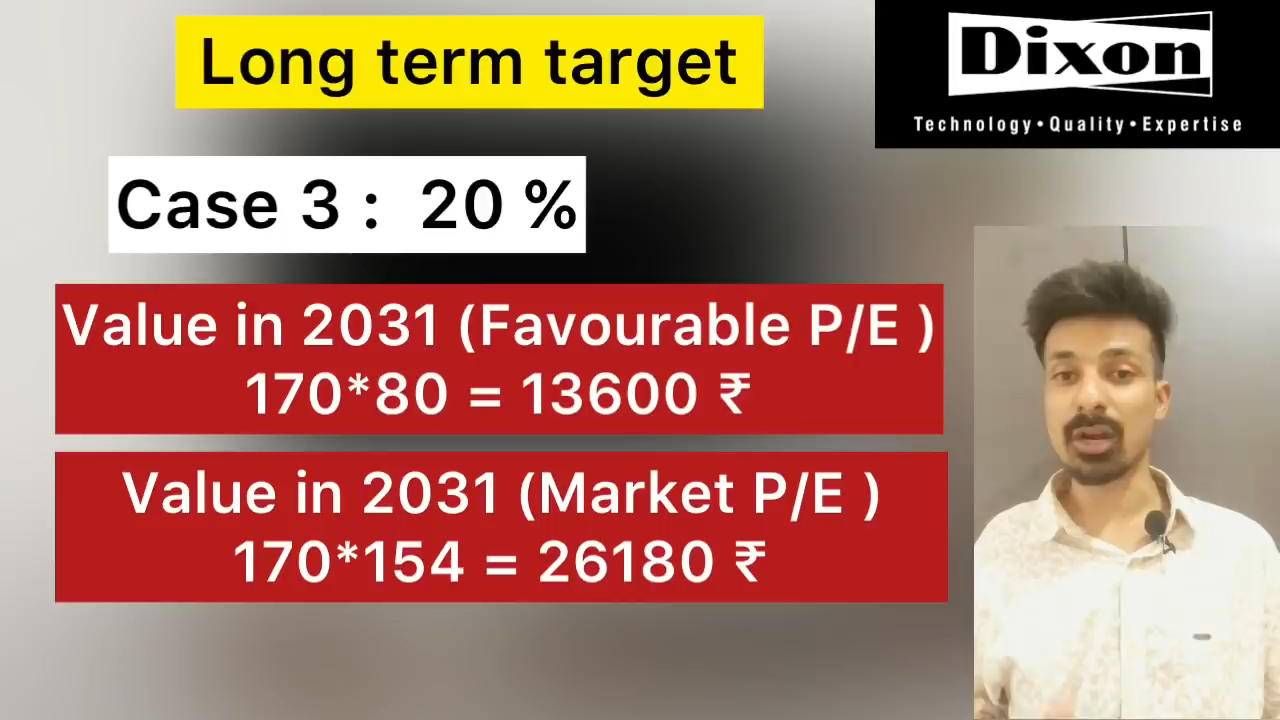 Long term target
Dixon
Technology•Quality•Expertise
Case 3 : 20 %
Value in 2031 (Favourable P/E )
170*80 = 13600 ₹
Value in 2031 (Market P/E )
170*154 = 26180 ₹